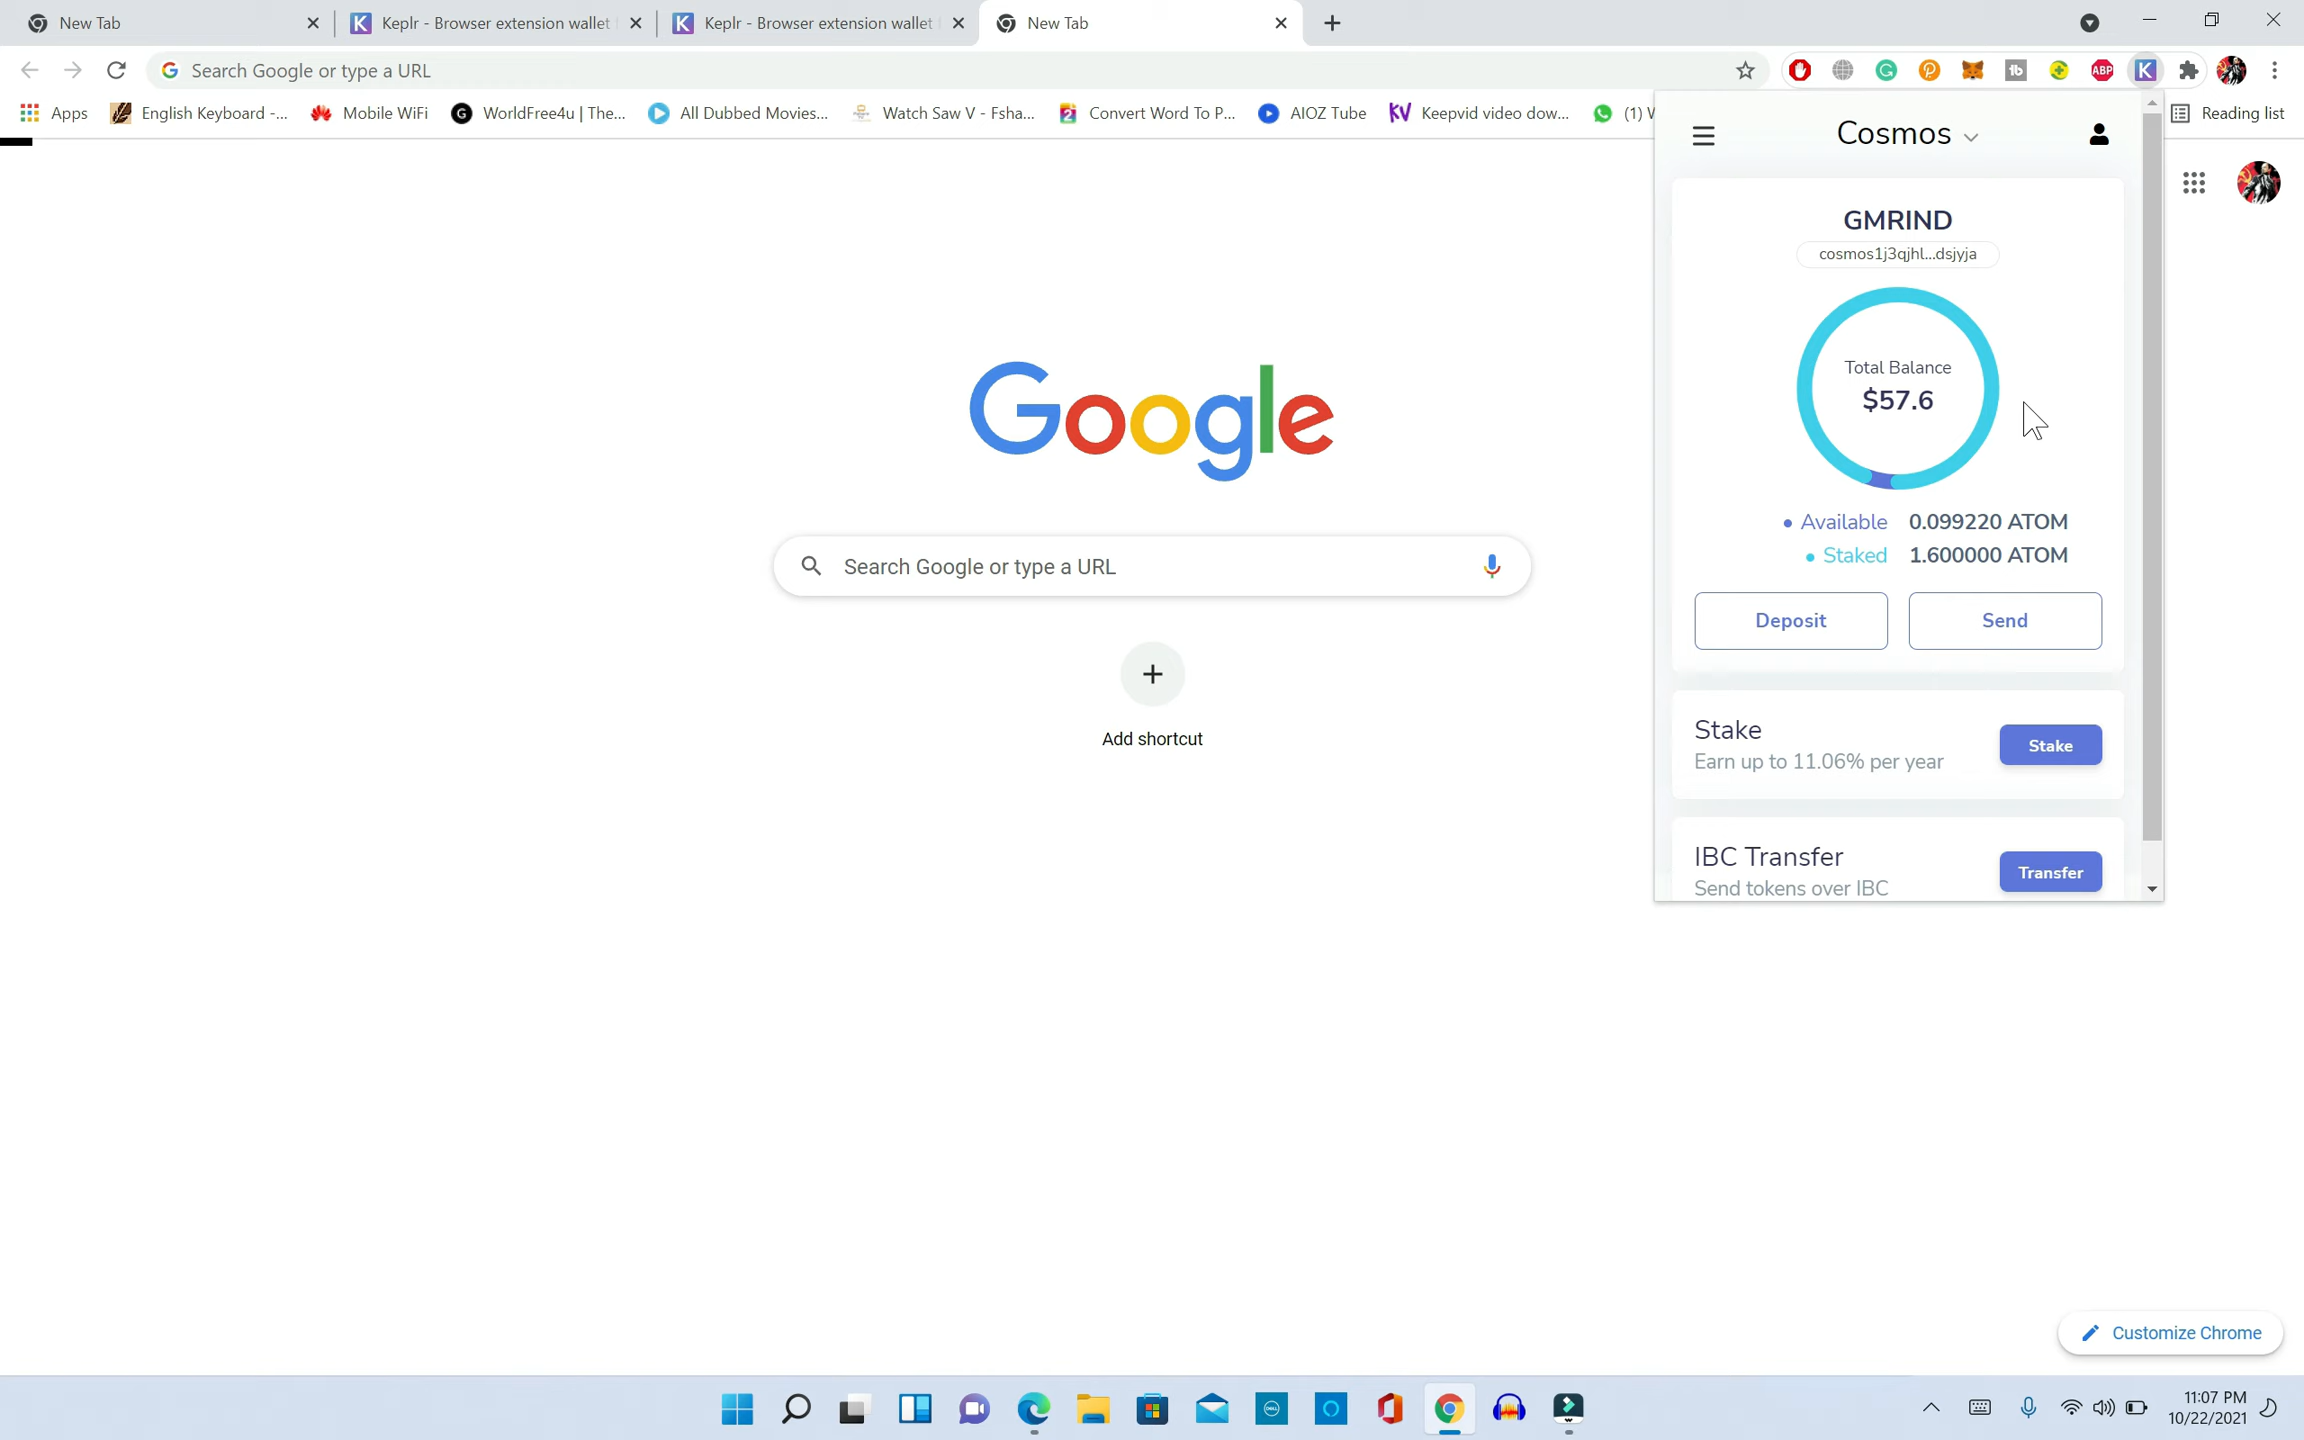 New Tab
Keplr - Browser extension wallet
Keplr - Browser extension wallet
New Tab
Search Google or type a URL
ABP
K
Apps
English Keyboard -...
Mobile WiFi
WorldFree4u | The...
All Dubbed Movies...
Watch Saw V - Fsha...
Convert Word To P...
AIOZ Tube
KV Keepvid video dow...
(1) W
Reading list
Cosmos
GMRIND
cosmos1j3qjhl...dsjyja
Total Balance
$57.6
Available 0.099220 ATOM
Staked 1.600000 ATOM
Deposit
Send
Stake
Earn up to 11.06% per year
Stake
IBC Transfer
Send tokens over IBC
Transfer
Google
Search Google or type a URL
Add shortcut
Customize Chrome
11:07 PM
10/22/2021